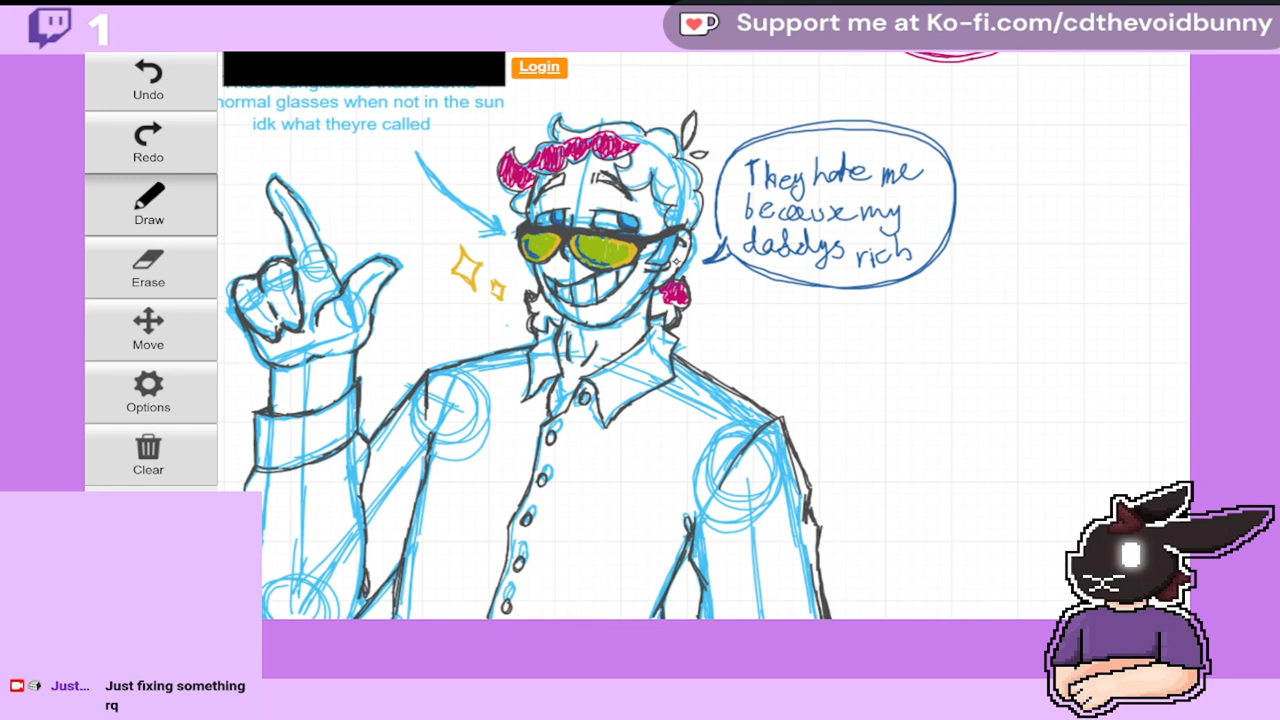 1
Support me at Ko-fi.com/cdthevoidbunny
Undo
Redo
Draw
Erase
Move
Options
Clear
Login
normal glasses when not in the sun
idk what theyre called
They hate me
because my
daddys rich
Just... Just fixing something
rq